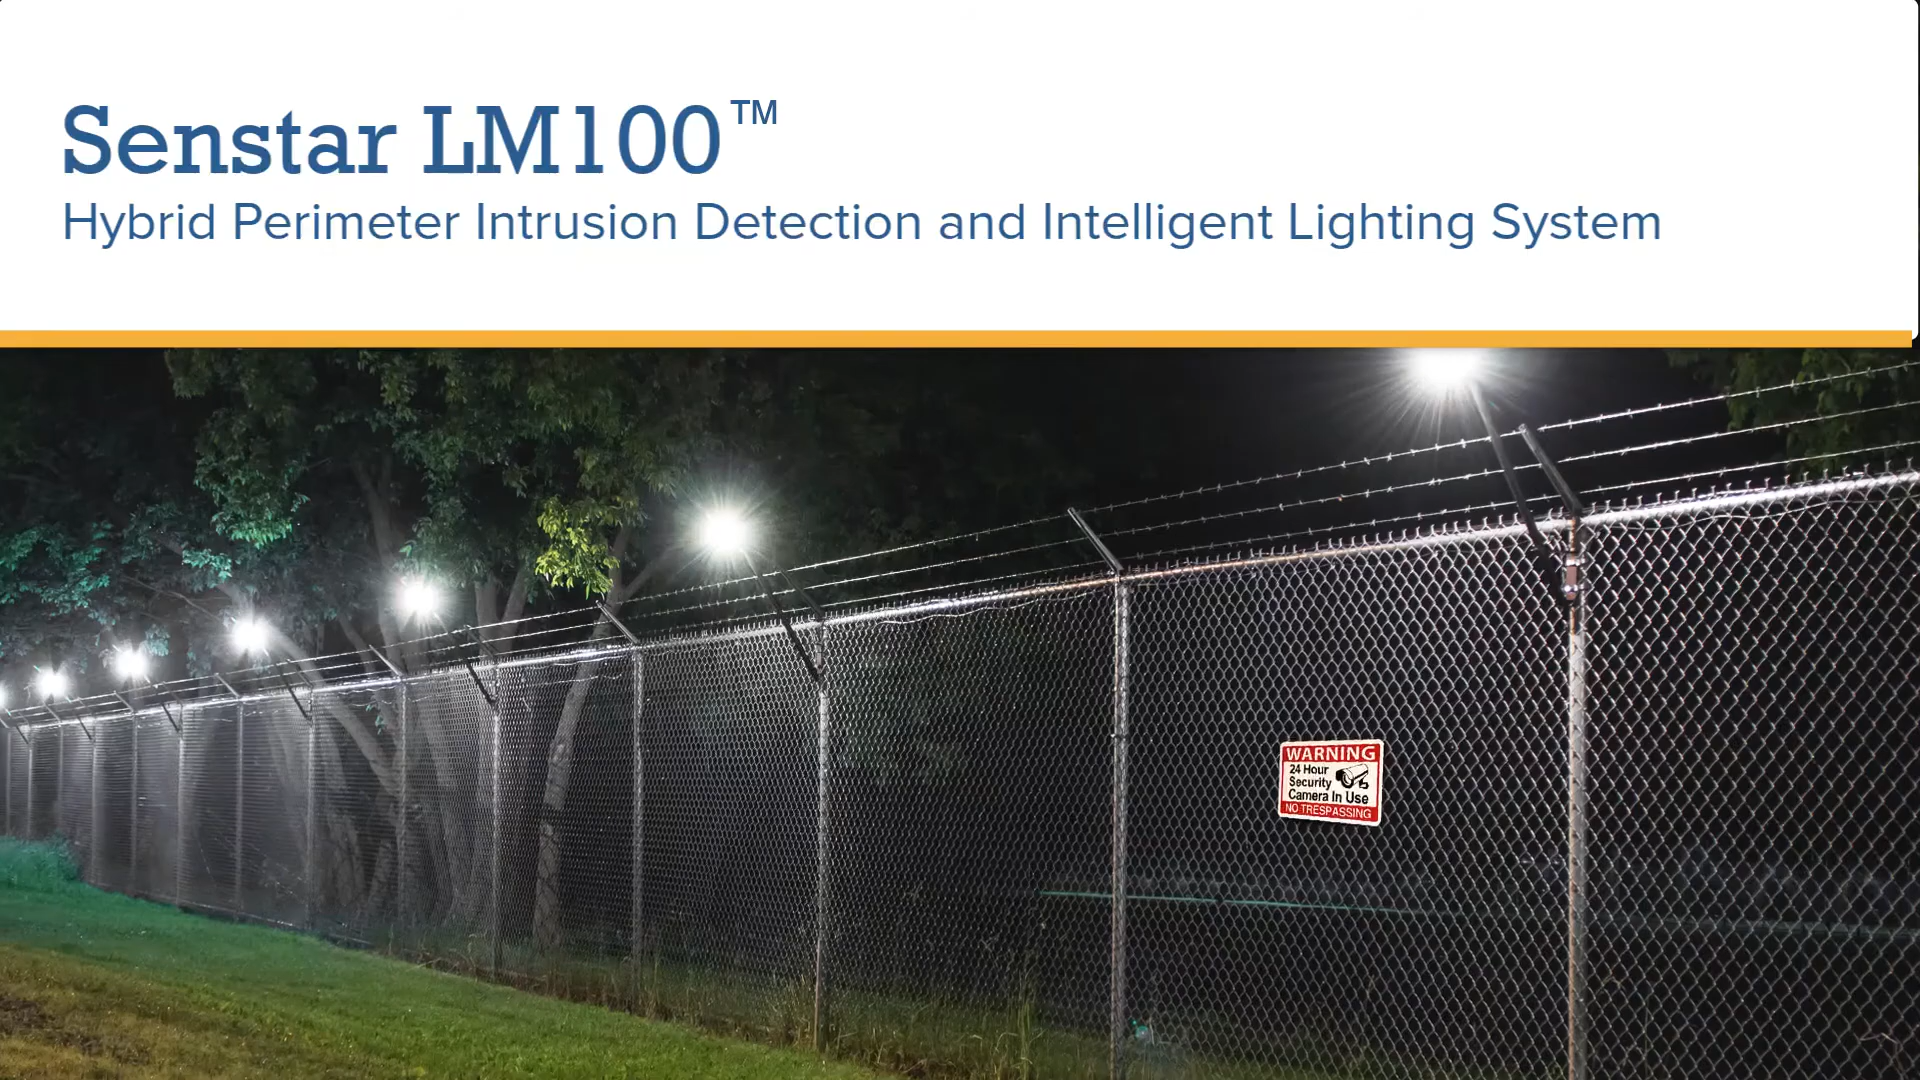 Senstar LM100™
Hybrid Perimeter Intrusion Detection and Intelligent Lighting System
WARNING
24 Hour
Security
Camera In Use
NO TRESPASSING